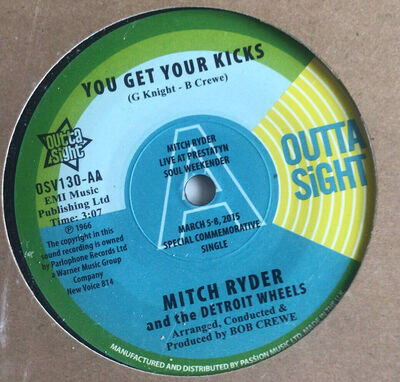 YOU GET YOUR KICKS
(G Knight - B Crewe)
outta
sight
OSV130-AA
EMI Music
Publishing Ltd
Time: 3:07
℗ 1966
The copyright in this
sound recording is owned
by Parlophone Records Ltd
a Warner Music Group
Company
New Voice 814
A
MITCH RYDER
LIVE AT PRESTATYN
SOUL WEEKENDER
MARCH 5-8, 2015
SPECIAL COMMEMORATIVE
SINGLE
OUTTA
SiGHT
MITCH RYDER
and the DETROIT WHEELS
Arranged, Conducted &
Produced by BOB CREWE
MANUFACTURED AND DISTRIBUTED BY PASSION MUSIC LTD. MADE IN THE